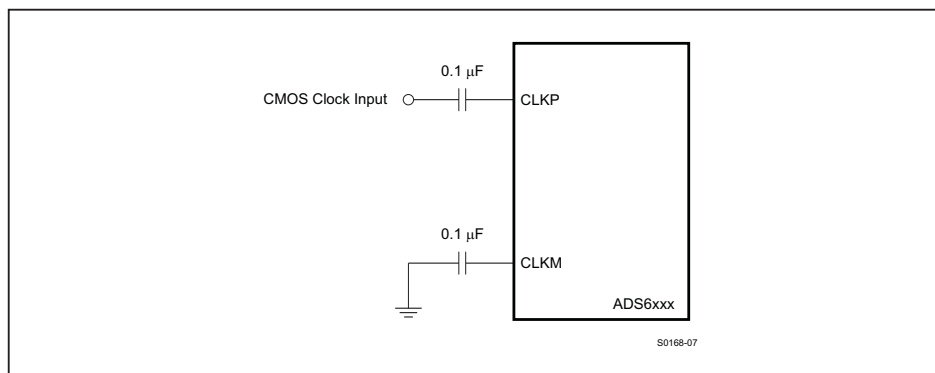 0.1 μF
CMOS Clock Input
CLKP
0.1 μF
CLKM
ADS6xxx
S0168-07